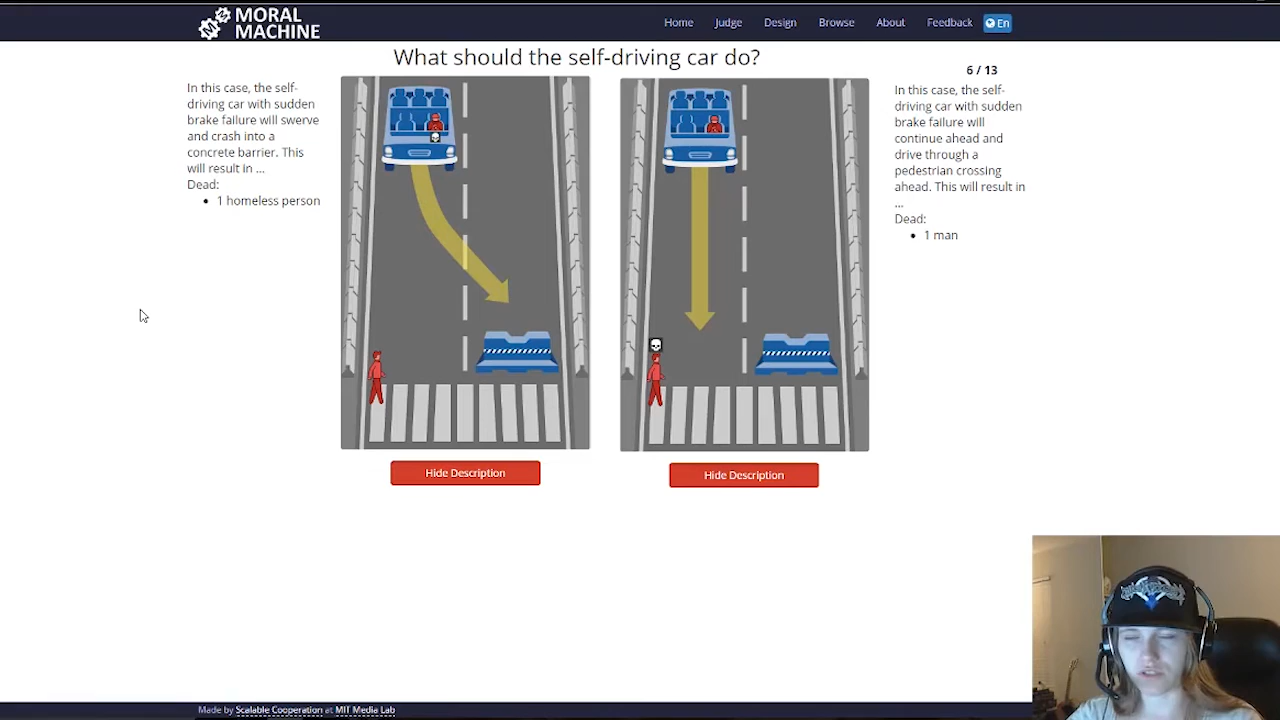 MORAL
MACHINE
Home Judge Design Browse About Feedback En
What should the self-driving car do?
6 / 13
In this case, the self-
driving car with sudden
brake failure will swerve
and crash into a
concrete barrier. This
will result in ...
Dead:
• 1 homeless person
Hide Description
In this case, the self-
driving car with sudden
brake failure will
continue ahead and
drive through a
pedestrian crossing
ahead. This will result in
...
Dead:
• 1 man
Hide Description
Made by Scalable Cooperation at MIT Media Lab